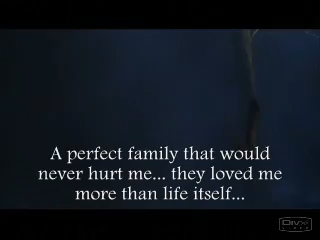 A perfect family that would
never hurt me... they loved me
more than life itself...
DivX